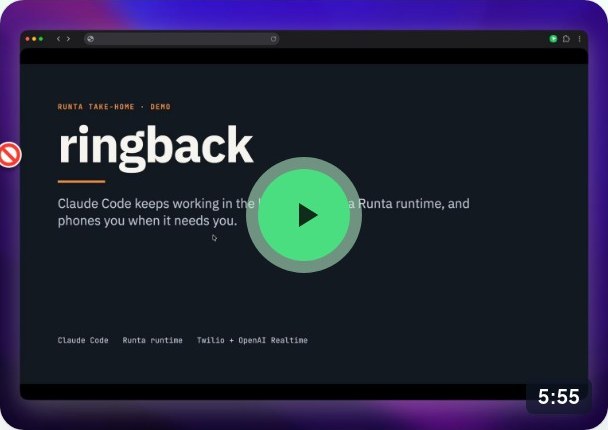 RUNTA TAKE-HOME · DEMO
ringback
Claude Code keeps working in the a Runta runtime, and
phones you when it needs you.
Claude Code Runta runtime Twilio + OpenAI Realtime
5:55